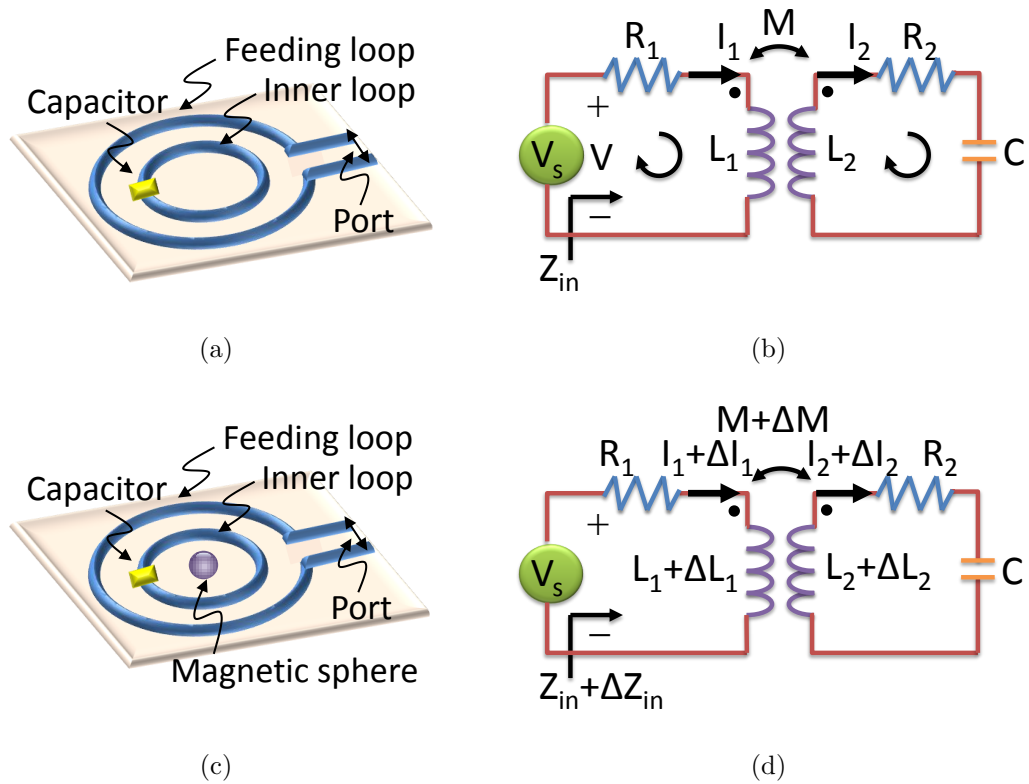 Feeding loop
Inner loop
Capacitor
Port
(a)
M
R1 I1 I2 R2
+
Vs V L1 L2 C
−
Zin
(b)
Feeding loop
Inner loop
Capacitor
Port
Magnetic sphere
(c)
M+ΔM
R1 I1+ΔI1 I2+ΔI2 R2
+
Vs L1+ΔL1 L2+ΔL2 C
−
Zin+ΔZin
(d)